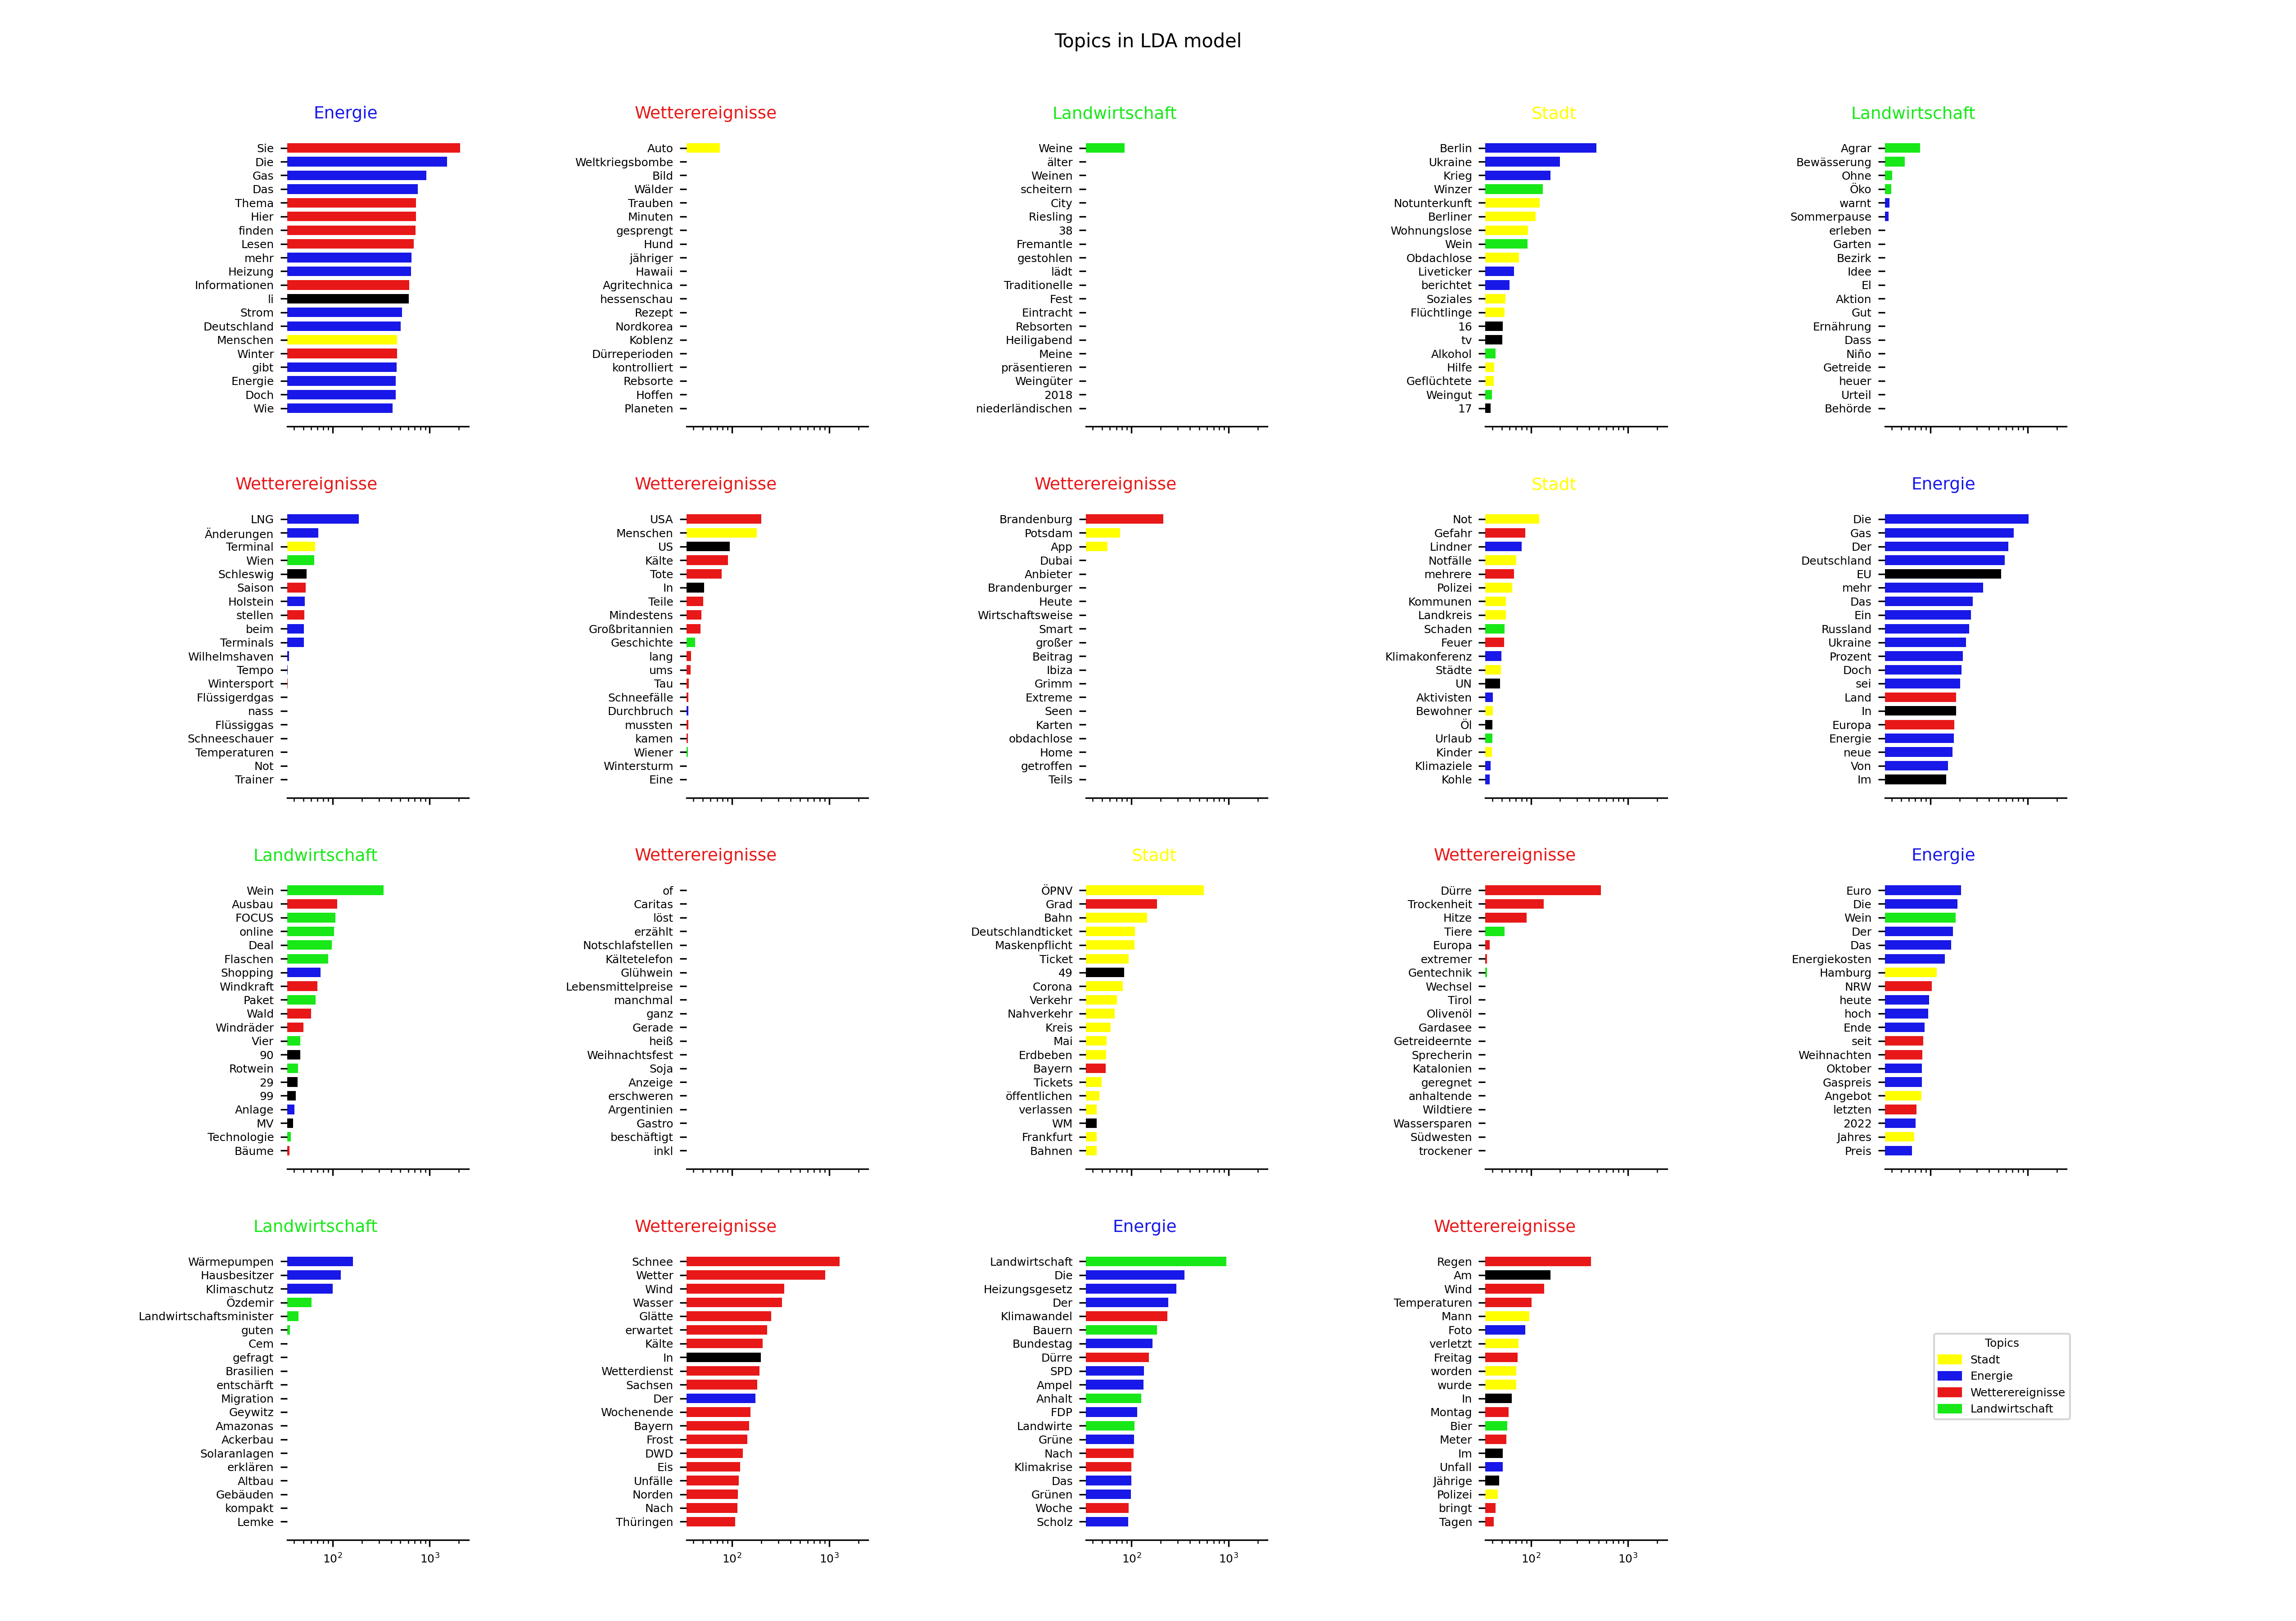 Topics in LDA model
Energie
Sie
Die
Gas
Das
Thema
Hier
finden
Lesen
mehr
Heizung
Informationen
li
Strom
Deutschland
Menschen
Winter
gibt
Energie
Doch
Wie
Wetterereignisse
Auto
Weltkriegsbombe
Bild
Wälder
Trauben
Minuten
gesprengt
Hund
jähriger
Hawaii
Agritechnica
hessenschau
Rezept
Nordkorea
Koblenz
Dürreperioden
kontrolliert
Rebsorte
Hoffen
Planeten
Landwirtschaft
Weine
älter
Weinen
scheitern
City
Riesling
38
Fremantle
gestohlen
lädt
Traditionelle
Fest
Eintracht
Rebsorten
Heiligabend
Meine
präsentieren
Weingüter
2018
niederländischen
Stadt
Berlin
Ukraine
Krieg
Winzer
Notunterkunft
Berliner
Wohnungslose
Wein
Obdachlose
Liveticker
berichtet
Soziales
Flüchtlinge
16
tv
Alkohol
Hilfe
Geflüchtete
Weingut
17
Landwirtschaft
Agrar
Bewässerung
Ohne
Öko
warnt
Sommerpause
erleben
Garten
Bezirk
Idee
El
Aktion
Gut
Ernährung
Dass
Niño
Getreide
heuer
Urteil
Behörde
Wetterereignisse
LNG
Änderungen
Terminal
Wien
Schleswig
Saison
Holstein
stellen
beim
Terminals
Wilhelmshaven
Tempo
Wintersport
Flüssigerdgas
nass
Flüssiggas
Schneeschauer
Temperaturen
Not
Trainer
Wetterereignisse
USA
Menschen
US
Kälte
Tote
In
Teile
Mindestens
Großbritannien
Geschichte
lang
ums
Tau
Schneefälle
Durchbruch
mussten
kamen
Wiener
Wintersturm
Eine
Wetterereignisse
Brandenburg
Potsdam
App
Dubai
Anbieter
Brandenburger
Heute
Wirtschaftsweise
Smart
großer
Beitrag
Ibiza
Grimm
Extreme
Seen
Karten
obdachlose
Home
getroffen
Teils
Stadt
Not
Gefahr
Lindner
Notfälle
mehrere
Polizei
Kommunen
Landkreis
Schaden
Feuer
Klimakonferenz
Städte
UN
Aktivisten
Bewohner
Öl
Urlaub
Kinder
Klimaziele
Kohle
Energie
Die
Gas
Der
Deutschland
EU
mehr
Das
Ein
Russland
Ukraine
Prozent
Doch
sei
Land
In
Europa
Energie
neue
Von
Im
Landwirtschaft
Wein
Ausbau
FOCUS
online
Deal
Flaschen
Shopping
Windkraft
Paket
Wald
Windräder
Vier
90
Rotwein
29
99
Anlage
MV
Technologie
Bäume
Wetterereignisse
of
Caritas
löst
erzählt
Notschlafstellen
Kältetelefon
Glühwein
Lebensmittelpreise
manchmal
ganz
Gerade
heiß
Weihnachtsfest
Soja
Anzeige
erschweren
Argentinien
Gastro
beschäftigt
inkl
Stadt
ÖPNV
Grad
Bahn
Deutschlandticket
Maskenpflicht
Ticket
49
Corona
Verkehr
Nahverkehr
Kreis
Mai
Erdbeben
Bayern
Tickets
öffentlichen
verlassen
WM
Frankfurt
Bahnen
Wetterereignisse
Dürre
Trockenheit
Hitze
Tiere
Europa
extremer
Gentechnik
Wechsel
Tirol
Olivenöl
Gardasee
Getreideernte
Sprecherin
Katalonien
geregnet
anhaltende
Wildtiere
Wassersparen
Südwesten
trockener
Energie
Euro
Die
Wein
Der
Das
Energiekosten
Hamburg
NRW
heute
hoch
Ende
seit
Weihnachten
Oktober
Gaspreis
Angebot
letzten
2022
Jahres
Preis
Landwirtschaft
Wärmepumpen
Hausbesitzer
Klimaschutz
Özdemir
Landwirtschaftsminister
guten
Cem
gefragt
Brasilien
entschärft
Migration
Geywitz
Amazonas
Ackerbau
Solaranlagen
erklären
Altbau
Gebäuden
kompakt
Lemke
10² 10³
Wetterereignisse
Schnee
Wetter
Wind
Wasser
Glätte
erwartet
Kälte
In
Wetterdienst
Sachsen
Der
Wochenende
Bayern
Frost
DWD
Eis
Unfälle
Norden
Nach
Thüringen
10² 10³
Energie
Landwirtschaft
Die
Heizungsgesetz
Der
Klimawandel
Bauern
Bundestag
Dürre
SPD
Ampel
Anhalt
FDP
Landwirte
Grüne
Nach
Klimakrise
Das
Grünen
Woche
Scholz
10² 10³
Wetterereignisse
Regen
Am
Wind
Temperaturen
Mann
Foto
verletzt
Freitag
worden
wurde
In
Montag
Bier
Meter
Im
Unfall
Jährige
Polizei
bringt
Tagen
10² 10³
Topics
Stadt
Energie
Wetterereignisse
Landwirtschaft